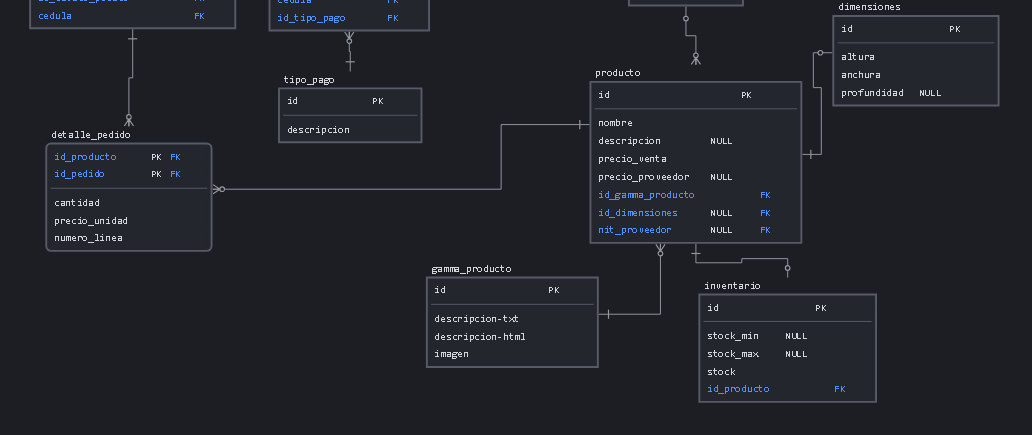 cedula FK
cedula FK
id_tipo_pago FK
dimensiones
id PK
altura
anchura
profundidad NULL
tipo_pago
id PK
descripcion
producto
id PK
nombre
descripcion NULL
precio_venta
precio_proveedor NULL
id_gamma_producto FK
id_dimensiones NULL FK
nit_proveedor NULL FK
detalle_pedido
id_producto PK FK
id_pedido PK FK
cantidad
precio_unidad
numero_linea
gamma_producto
id PK
descripcion-txt
descripcion-html
imagen
inventario
id PK
stock_min NULL
stock_max NULL
stock
id_producto FK